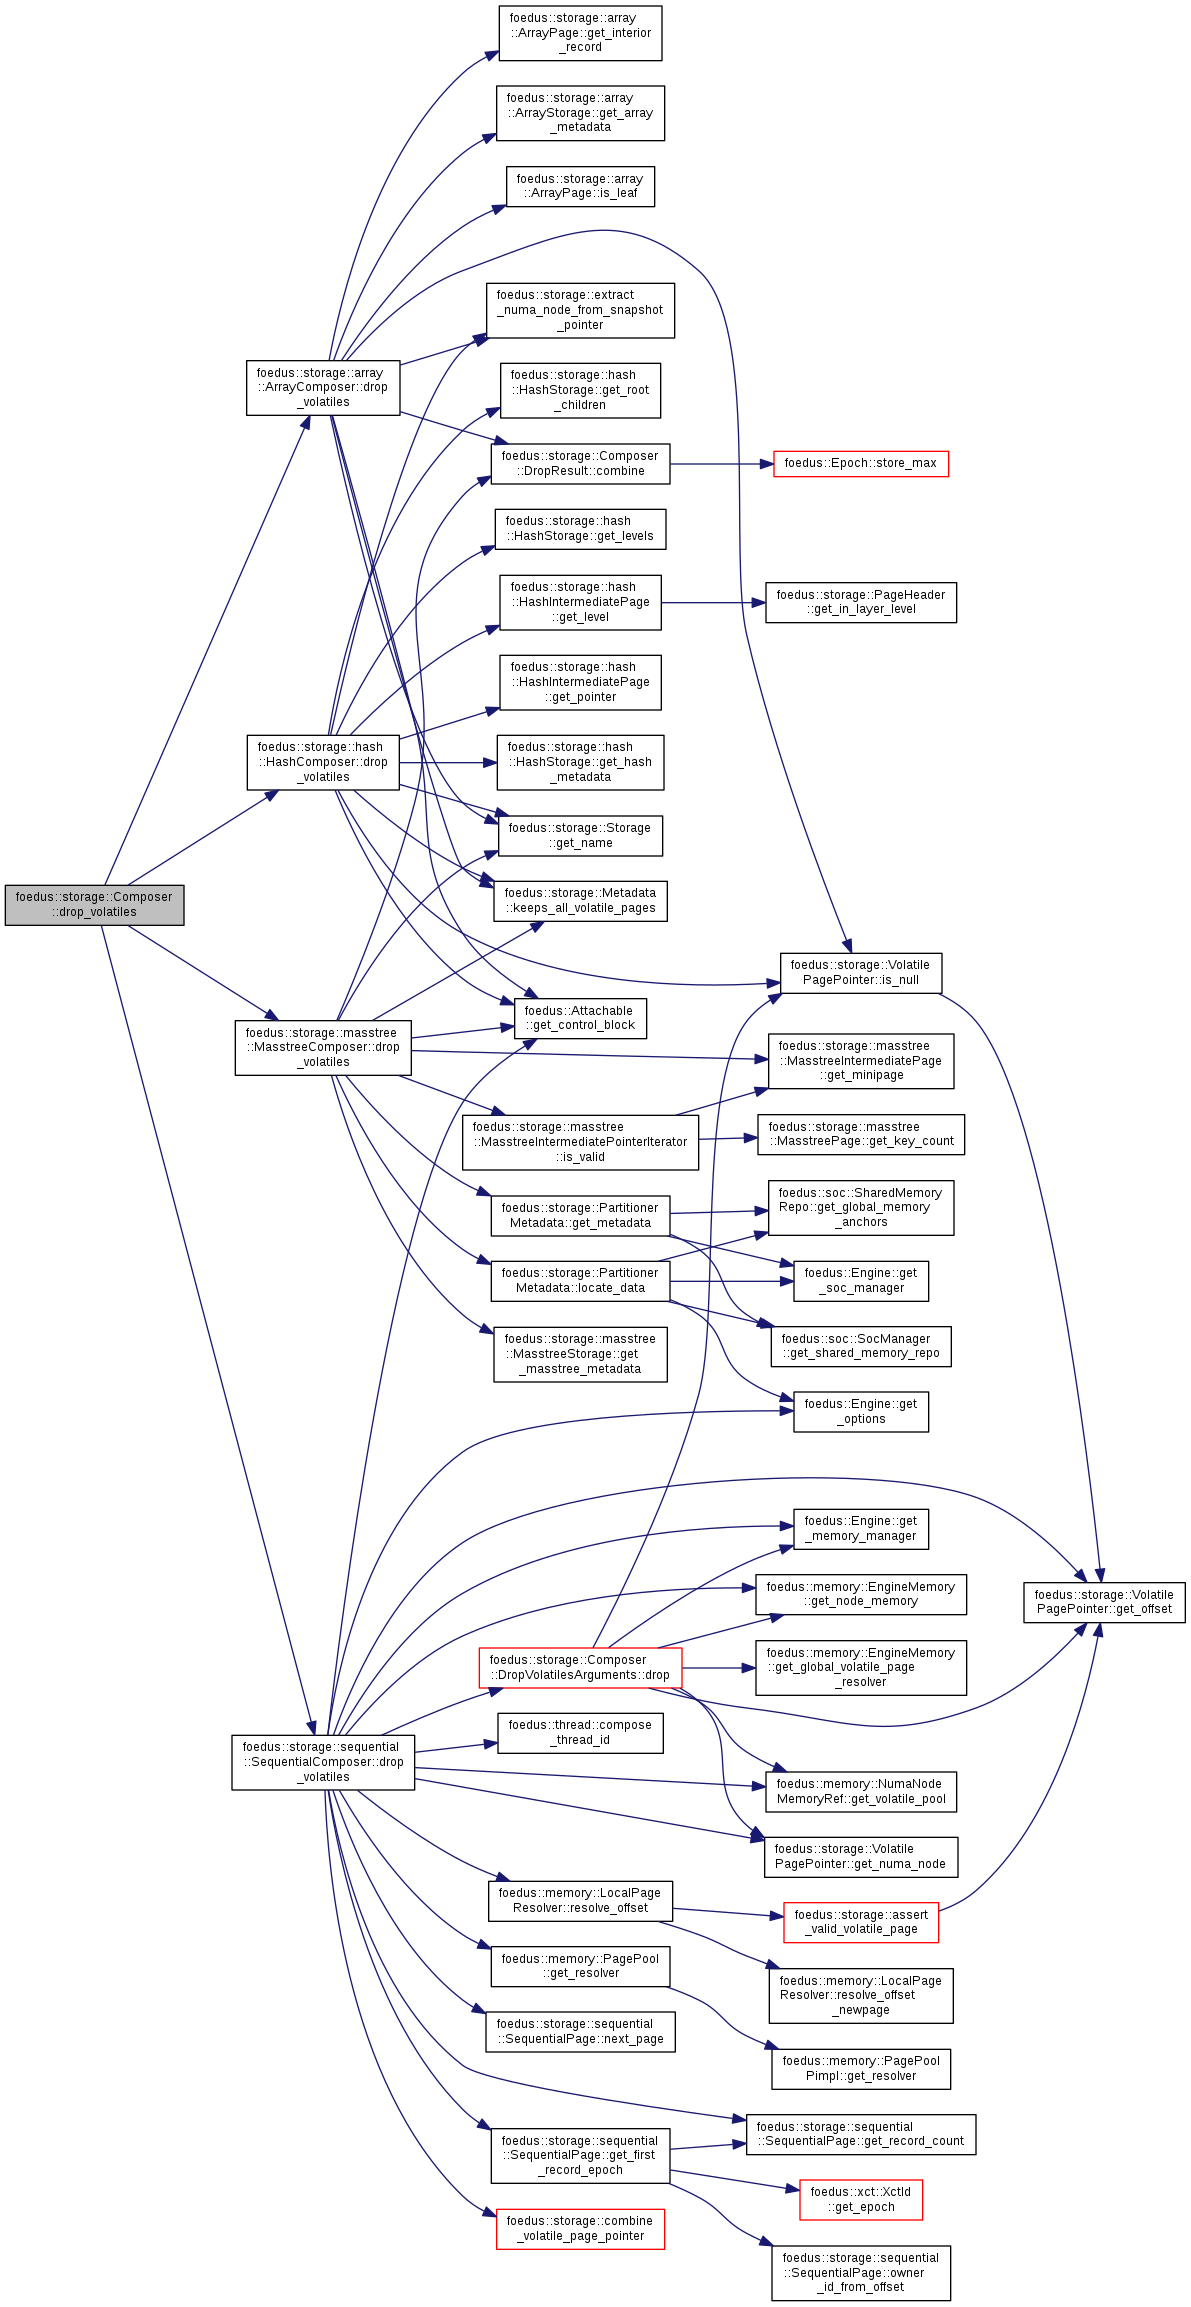 foedus::storage::array
::ArrayPage::get_interior
_record
foedus::storage::array
::ArrayStorage::get_array
_metadata
foedus::storage::array
::ArrayPage::is_leaf
foedus::storage::extract
_numa_node_from_snapshot
_pointer
foedus::storage::array
::ArrayComposer::drop
_volatiles
foedus::storage::hash
::HashStorage::get_root
_children
foedus::storage::Composer
::DropResult::combine
foedus::Epoch::store_max
foedus::storage::hash
::HashStorage::get_levels
foedus::storage::hash
::HashIntermediatePage
::get_level
foedus::storage::PageHeader
::get_in_layer_level
foedus::storage::hash
::HashIntermediatePage
::get_pointer
foedus::storage::hash
::HashComposer::drop
_volatiles
foedus::storage::hash
::HashStorage::get_hash
_metadata
foedus::storage::Storage
::get_name
foedus::storage::Composer
::drop_volatiles
foedus::storage::Metadata
::keeps_all_volatile_pages
foedus::storage::Volatile
PagePointer::is_null
foedus::Attachable
::get_control_block
foedus::storage::masstree
::MasstreeComposer::drop
_volatiles
foedus::storage::masstree
::MasstreeIntermediatePage
::get_minipage
foedus::storage::masstree
::MasstreeIntermediatePointerIterator
::is_valid
foedus::storage::masstree
::MasstreePage::get_key_count
foedus::storage::Partitioner
Metadata::get_metadata
foedus::soc::SharedMemory
Repo::get_global_memory
_anchors
foedus::storage::Partitioner
Metadata::locate_data
foedus::Engine::get
_soc_manager
foedus::storage::masstree
::MasstreeStorage::get
_masstree_metadata
foedus::soc::SocManager
::get_shared_memory_repo
foedus::Engine::get
_options
foedus::Engine::get
_memory_manager
foedus::memory::EngineMemory
::get_node_memory
foedus::storage::Volatile
PagePointer::get_offset
foedus::storage::Composer
::DropVolatilesArguments::drop
foedus::memory::EngineMemory
::get_global_volatile_page
_resolver
foedus::thread::compose
_thread_id
foedus::storage::sequential
::SequentialComposer::drop
_volatiles
foedus::memory::NumaNode
MemoryRef::get_volatile_pool
foedus::storage::Volatile
PagePointer::get_numa_node
foedus::memory::LocalPage
Resolver::resolve_offset
foedus::storage::assert
_valid_volatile_page
foedus::memory::PagePool
::get_resolver
foedus::memory::LocalPage
Resolver::resolve_offset
_newpage
foedus::storage::sequential
::SequentialPage::next_page
foedus::memory::PagePool
Pimpl::get_resolver
foedus::storage::sequential
::SequentialPage::get_record_count
foedus::storage::sequential
::SequentialPage::get_first
_record_epoch
foedus::xct::XctId
::get_epoch
foedus::storage::combine
_volatile_page_pointer
foedus::storage::sequential
::SequentialPage::owner
_id_from_offset